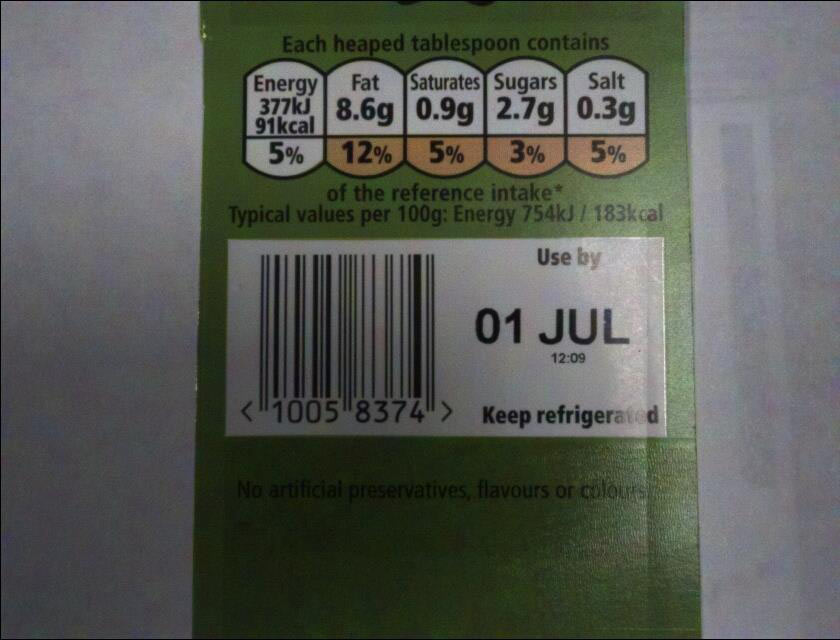 Each heaped tablespoon contains
Energy Fat Saturates Sugars Salt
377kJ 8.6g 0.9g 2.7g 0.3g
91kcal
5% 12% 5% 3% 5%
of the reference intake*
Typical values per 100g: Energy 754kJ / 183kcal
Use by
01 JUL
12:09
< 1005 8374 > Keep refrigerated
No artificial preservatives, flavours or colours